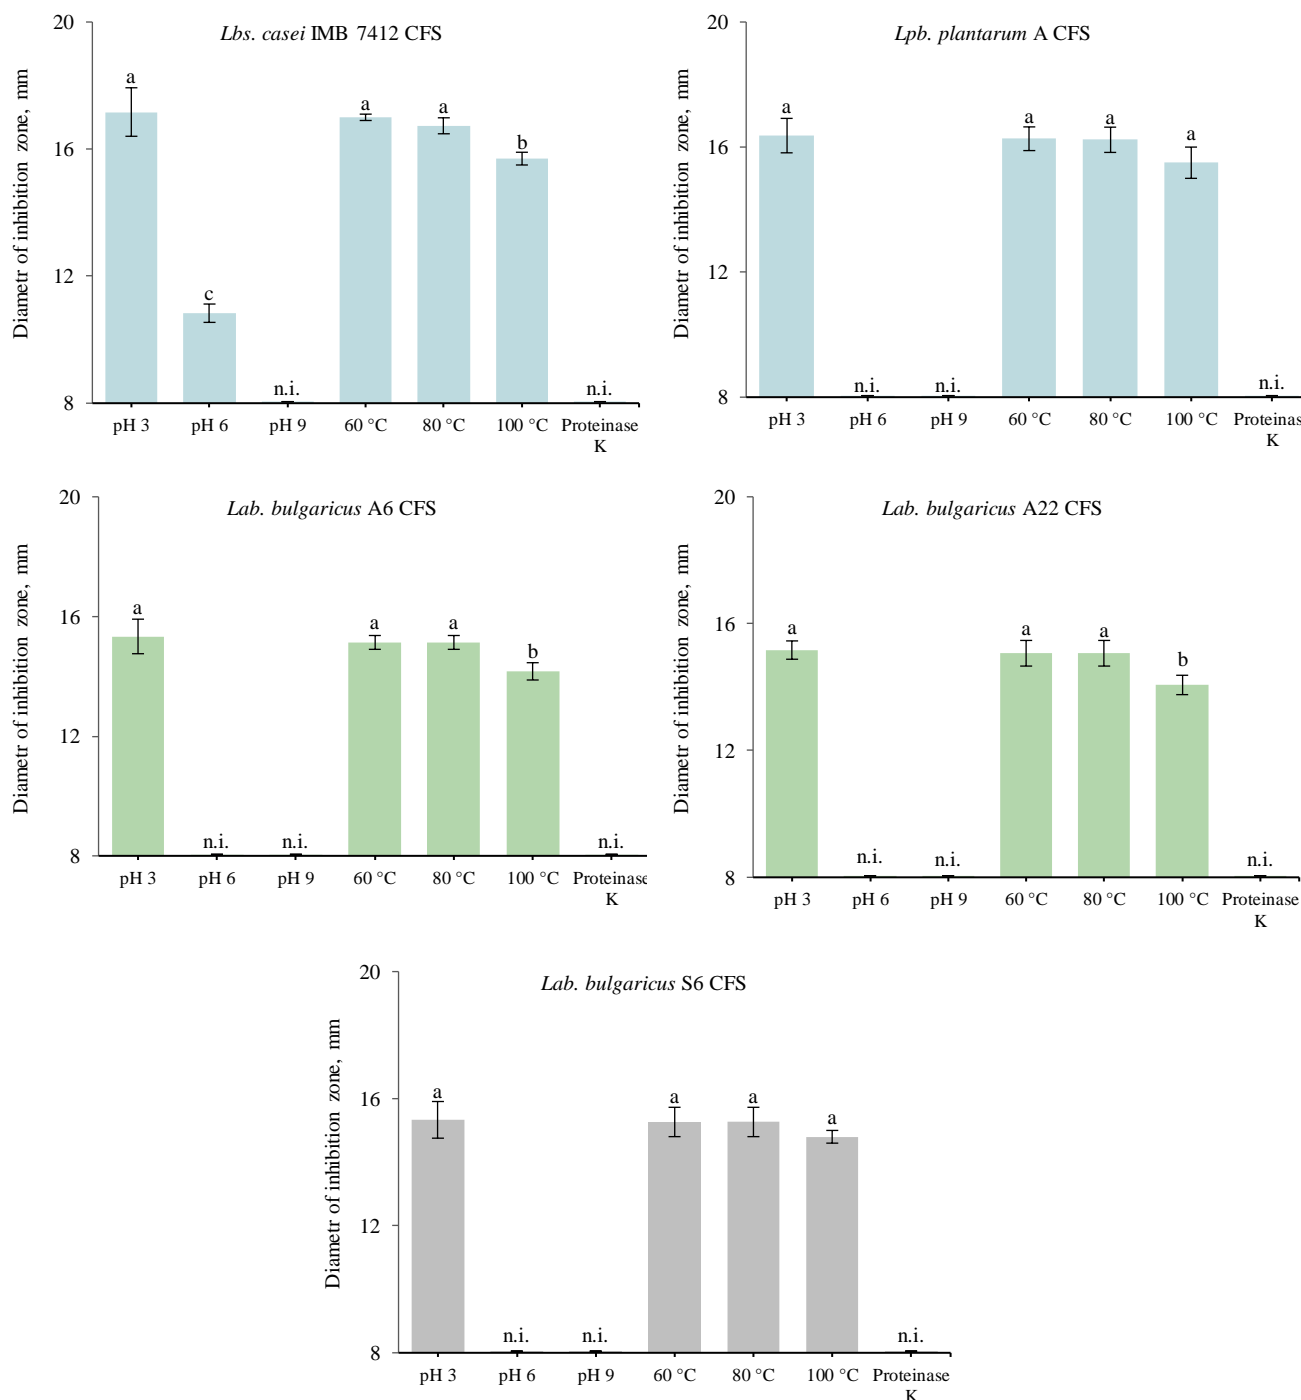 Lbs. casei IMB 7412 CFS
Diametr of inhibition zone, mm
20
16
12
8
a
c
n.i.
a
a
b
n.i.
pH 3
pH 6
pH 9
60 °C
80 °C
100 °C
Proteinase
K
Lpb. plantarum A CFS
Diametr of inhibition zone, mm
20
16
12
8
a
n.i.
n.i.
a
a
a
n.i.
pH 3
pH 6
pH 9
60 °C
80 °C
100 °C
Proteinas
K
Lab. bulgaricus A6 CFS
Diametr of inhibition zone, mm
20
16
12
8
a
n.i.
n.i.
a
a
b
n.i.
pH 3
pH 6
pH 9
60 °C
80 °C
100 °C
Proteinase
K
Lab. bulgaricus A22 CFS
Diametr of inhibition zone, mm
20
16
12
8
a
n.i.
n.i.
a
a
b
n.i.
pH 3
pH 6
pH 9
60 °C
80 °C
100 °C
Proteinase
K
Lab. bulgaricus S6 CFS
Diametr of inhibition zone, mm
20
16
12
8
a
n.i.
n.i.
a
a
a
n.i.
pH 3
pH 6
pH 9
60 °C
80 °C
100 °C
Proteinase
K